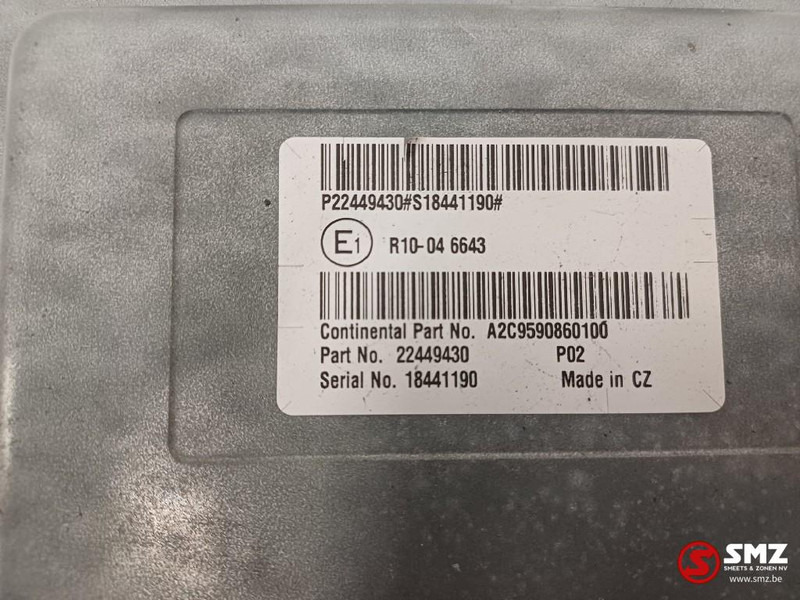 P22449430#S18441190#
E1 R10-04 6643
Continental Part No. A2C9590860100
Part No. 22449430 P02
Serial No. 18441190 Made in CZ
SMZ
SMEETS & ZONEN NV
www.smz.be